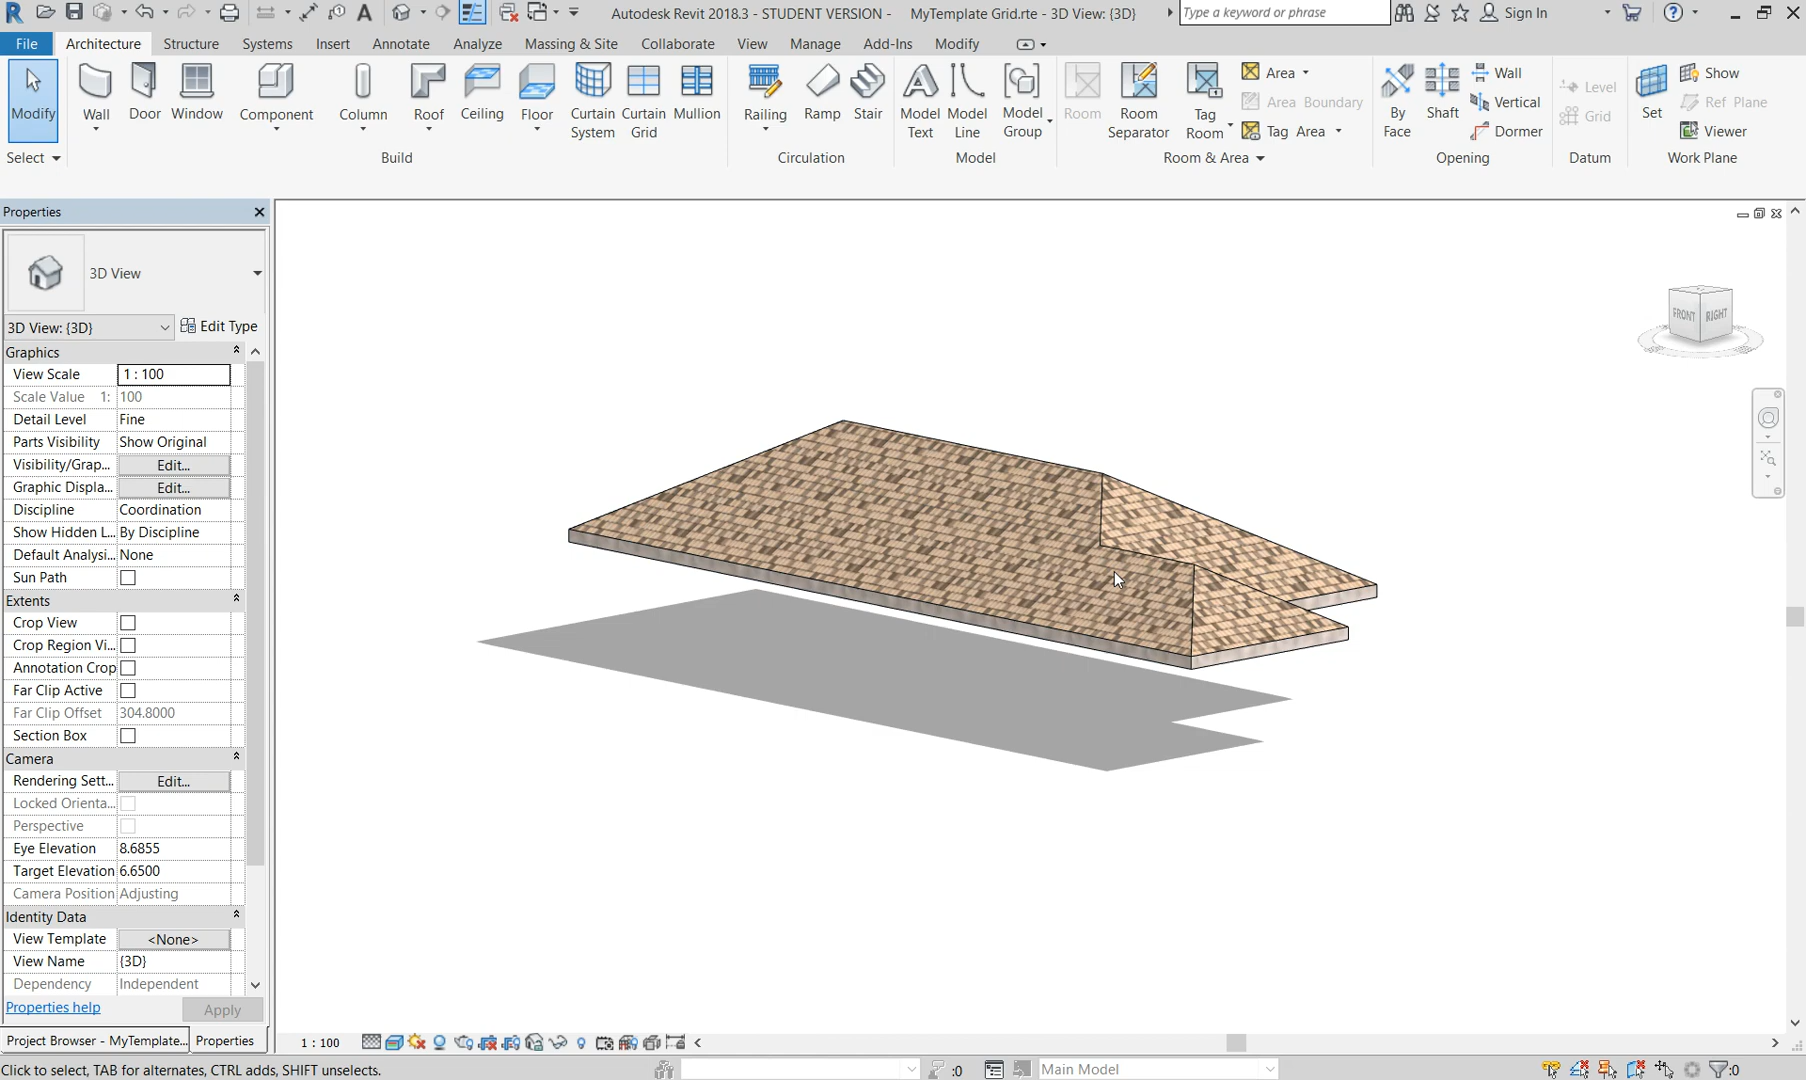 Autodesk Revit 2018.3 - STUDENT VERSION - MyTemplate Grid.rte - 3D View: {3D}
Type a keyword or phrase
Sign In
File Architecture Structure Systems Insert Annotate Analyze Massing & Site Collaborate View Manage Add-Ins Modify
Modify Wall Door Window Component Column Roof Ceiling Floor Curtain System Curtain Grid Mullion Railing Ramp Stair Model Text Model Line Model Group Room Room Separator Tag Room
Area
Area Boundary
Tag Area
By Face Shaft
Wall
Vertical
Dormer
Level
Grid
Set
Show
Ref Plane
Viewer
Select Build Circulation Model Room & Area Opening Datum Work Plane
Properties
3D View
3D View: {3D} Edit Type
Graphics
View Scale 1 : 100
Scale Value 1: 100
Detail Level Fine
Parts Visibility Show Original
Visibility/Grap... Edit...
Graphic Displa... Edit...
Discipline Coordination
Show Hidden L... By Discipline
Default Analysi... None
Sun Path
Extents
Crop View
Crop Region Vi...
Annotation Crop
Far Clip Active
Far Clip Offset 304.8000
Section Box
Camera
Rendering Sett... Edit...
Locked Orienta...
Perspective
Eye Elevation 8.6855
Target Elevation 6.6500
Camera Position Adjusting
Identity Data
View Template <None>
View Name {3D}
Dependency Independent
Properties help Apply
Project Browser - MyTemplate... Properties
FRONT RIGHT
1 : 100
Click to select, TAB for alternates, CTRL adds, SHIFT unselects.
:0
Main Model
:0